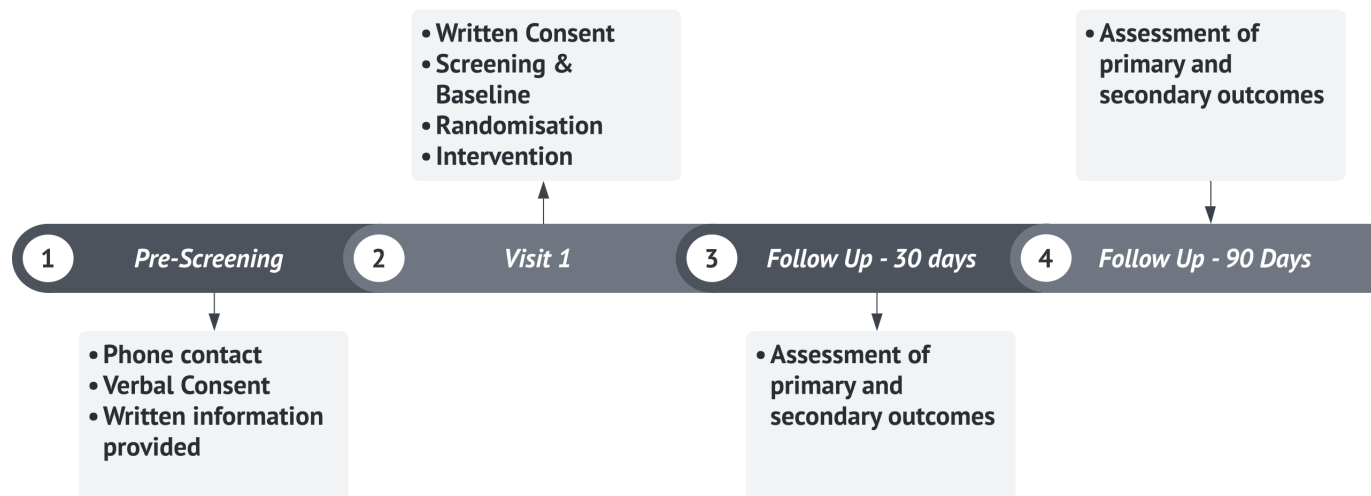 • Written Consent
• Screening &
Baseline
• Randomisation
• Intervention
• Assessment of
primary and
secondary outcomes
1 Pre-Screening 2 Visit 1 3 Follow Up - 30 days 4 Follow Up - 90 Days
• Phone contact
• Verbal Consent
• Written information
provided
• Assessment of
primary and
secondary outcomes